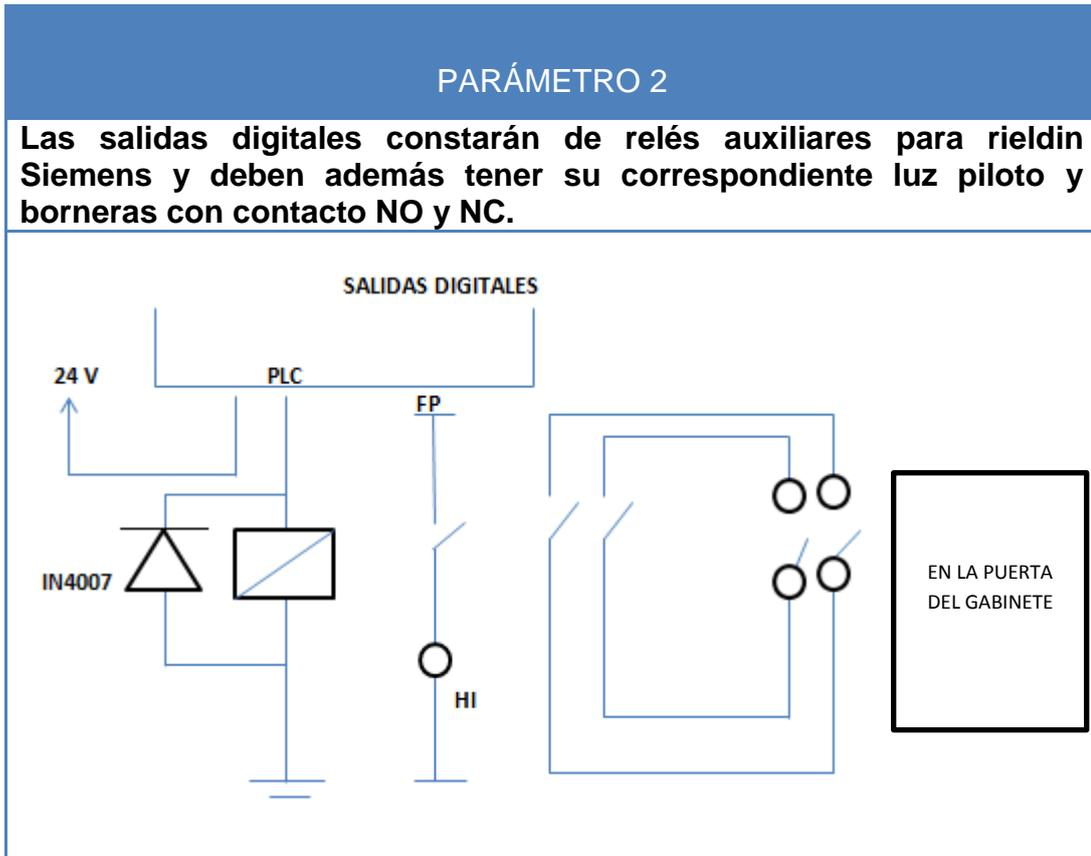 PARÁMETRO 2
Las salidas digitales constarán de relés auxiliares para rieldin
Siemens y deben además tener su correspondiente luz piloto y
borneras con contacto NO y NC.
SALIDAS DIGITALES
24 V
PLC
FP
IN4007
HI
EN LA PUERTA
DEL GABINETE